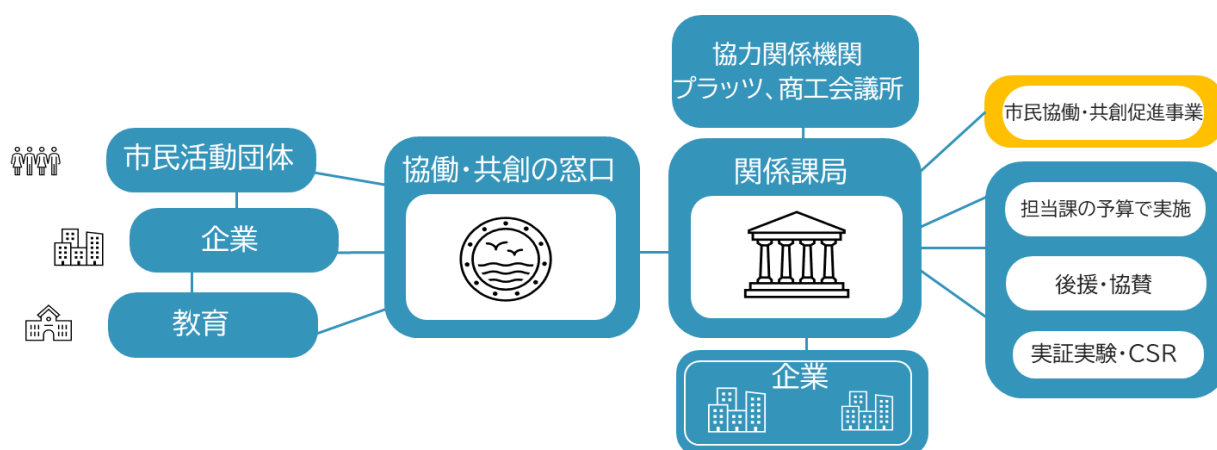 市民活動団体
企業
教育
協働・共創の窓口
協力関係機関
プラッツ、商工会議所
関係課局
企業
市民協働・共創促進事業
担当課の予算で実施
後援・協賛
実証実験・CSR